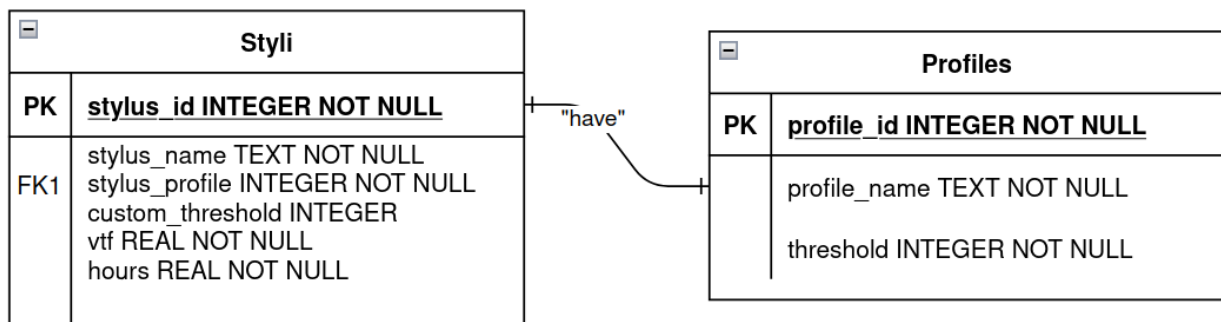 Styli
PK stylus_id INTEGER NOT NULL
stylus_name TEXT NOT NULL
FK1 stylus_profile INTEGER NOT NULL
custom_threshold INTEGER
vtf REAL NOT NULL
hours REAL NOT NULL
"have"
Profiles
PK profile_id INTEGER NOT NULL
profile_name TEXT NOT NULL
threshold INTEGER NOT NULL